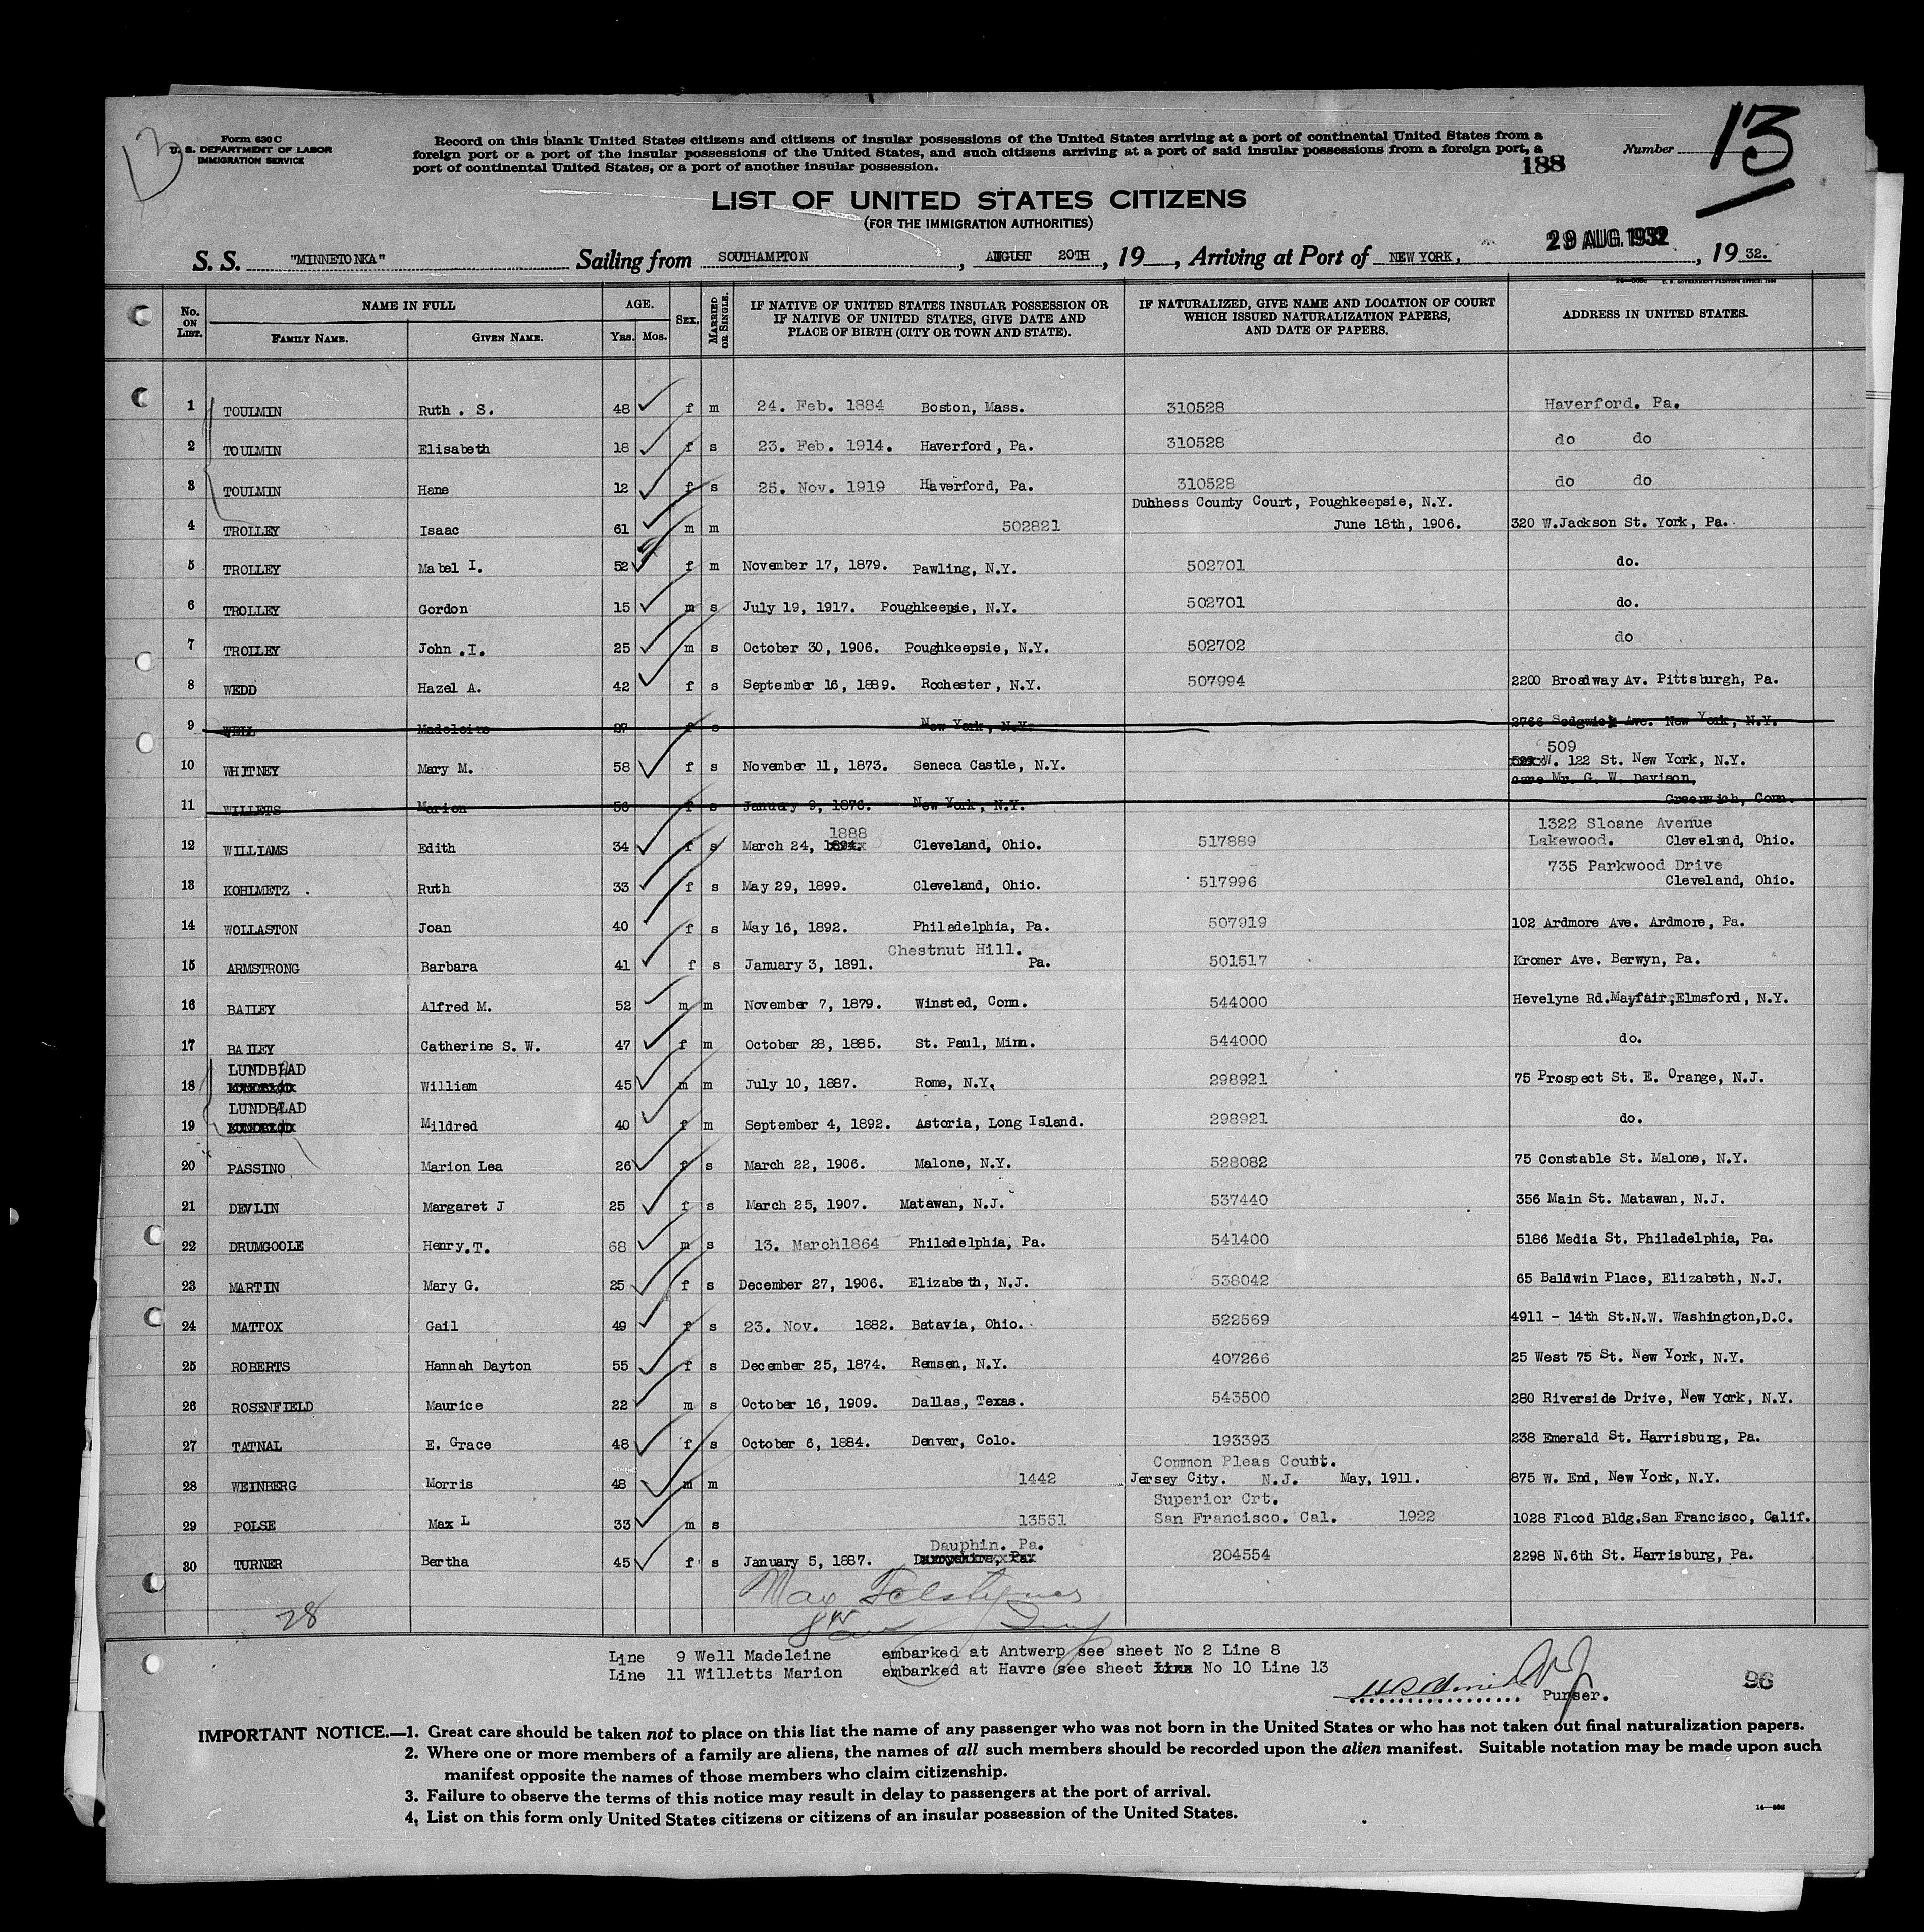 13
Form 630 C
U. S. DEPARTMENT OF LABOR
IMMIGRATION SERVICE
Record on this blank United States citizens and citizens of insular possessions of the United States arriving at a port of continental United States from a
foreign port or a port of the insular possessions of the United States, and such citizens arriving at a port of said insular possessions from a foreign port, a
port of continental United States, or a port of another insular possession.
188
Number 13
LIST OF UNITED STATES CITIZENS
(FOR THE IMMIGRATION AUTHORITIES)
S. S. "MINNETONKA" Sailing from SOUTHAMPTON, AUGUST 20TH, 19 , Arriving at Port of NEW YORK, 29 AUG. 1932, 19 32.
No. ON LIST. NAME IN FULL FAMILY NAME. GIVEN NAME. AGE. YRS. MOS. SEX. MARRIED OR SINGLE. IF NATIVE OF UNITED STATES INSULAR POSSESSION OR IF NATIVE OF UNITED STATES, GIVE DATE AND PLACE OF BIRTH (CITY OR TOWN AND STATE). IF NATURALIZED, GIVE NAME AND LOCATION OF COURT WHICH ISSUED NATURALIZATION PAPERS, AND DATE OF PAPERS. ADDRESS IN UNITED STATES.
1 TOULMIN Ruth . S. 48 f m 24. Feb. 1884 Boston, Mass. 310528 Haverford. Pa.
2 TOULMIN Elisabeth 18 f s 23. Feb. 1914. Haverford, Pa. 310528 do do
3 TOULMIN Hane 12 f s 25. Nov. 1919 Haverford, Pa. 310528 do do
Duhhess County Court, Poughkeepsie, N.Y.
4 TROLLEY Isaac 61 m m 502821 June 18th, 1906. 320 W.Jackson St. York, Pa.
5 TROLLEY Mabel I. 52 f m November 17, 1879. Pawling, N.Y. 502701 do.
6 TROLLEY Gordon 15 m s July 19, 1917. Poughkeepsie, N.Y. 502701 do.
7 TROLLEY John .I. 25 m s October 30, 1906. Poughkeepsie, N.Y. 502702 do
8 WEDD Hazel A. 42 f s September 16, 1889. Rochester, N.Y. 507994 2200 Broadway Av. Pittsburgh, Pa.
9 WELL Madeleine 27 f s New York, N.Y. 2766 Sedgwick Ave. New York, N.Y.
509
10 WHITNEY Mary M. 58 f s November 11, 1873. Seneca Castle, N.Y. W. 122 St. New York, N.Y.
care Mr. G. W. Davison,
11 WILLETS Marion 56 f s January 9, 1876. New York, N.Y. Greenwich, Conn.
1888 1322 Sloane Avenue
12 WILLIAMS Edith 34 f s March 24, 1894. Cleveland, Ohio. 517889 Lakewood. Cleveland, Ohio.
735 Parkwood Drive
13 KOHLMETZ . Ruth 33 f s May 29, 1899. Cleveland, Ohio. 517996 Cleveland, Ohio.
14 WOLLASTON Joan 40 f s May 16, 1892. Philadelphia, Pa. 507919 102 Ardmore Ave. Ardmore, Pa.
Chestnut Hill.
15 ARMSTRONG Barbara 41 f s January 3, 1891. Pa. 501517 Kromer Ave. Berwyn, Pa.
16 BAILEY Alfred M. 52 m m November 7, 1879. Winsted, Conn. 544000 Hevelyne Rd.Mayfair,Elmsford, N.Y.
17 BAILEY Catherine S. W. 47 f m October 28, 1885. St. Paul, Minn. 544000 do.
LUNDBLAD
18 William 45 m m July 10, 1887. Rome, N.Y. 298921 75 Prospect St. E. Orange, N.J.
LUNDBLAD
19 Mildred 40 f m September 4, 1892. Astoria, Long Island. 298921 do.
20 PASSINO Marion Lea 26 f s March 22, 1906. Malone, N.Y. 528082 75 Constable St. Malone, N.Y.
21 DEVLIN Margaret J 25 f s March 25, 1907. Matawan, N.J. 537440 356 Main St. Matawan, N.J.
22 DRUMGOOLE Henry.T. 68 m s 13. March1864 Philadelphia, Pa. 541400 5186 Media St. Philadelphia, Pa.
23 MARTIN Mary G. 25 f s December 27, 1906. Elizabeth, N.J. 538042 65 Baldwin Place, Elizabeth, N.J.
24 MATTOX Gail 49 f s 23. Nov. 1882. Batavia, Ohio. 522569 4911 - 14th St.N.W. Washington,D.C.
25 ROBERTS Hannah Dayton 55 f s December 25, 1874. Remsen, N.Y. 407266 25 West 75 St. New York, N.Y.
26 ROSENFIELD Maurice 22 m s October 16, 1909. Dallas, Texas. 543500 280 Riverside Drive, New York, N.Y.
27 TATNAL E. Grace 48 f s October 6, 1884. Denver, Colo. 193393 238 Emerald St. Harrisburg, Pa.
Common Pleas Court.
28 WEINBERG Morris 48 m m 1442 Jersey City. N.J. May, 1911. 875 W. End, New York, N.Y.
Superior Crt.
29 POLSE Max L 33 m s 13551 San Francisco. Cal. 1922 1028 Flood Bldg.San Francisco, Calif.
Dauphin. Pa.
30 TURNER Bertha 45 f s January 5, 1887. 204554 2298 N.6th St. Harrisburg, Pa.
Max
28
Line 9 Well Madeleine embarked at Antwerp see sheet No 2 Line 8
Line 11 Willetts Marion embarked at Havre see sheet Line No 10 Line 13
Purser.
96
IMPORTANT NOTICE.—1. Great care should be taken not to place on this list the name of any passenger who was not born in the United States or who has not taken out final naturalization papers.
2. Where one or more members of a family are aliens, the names of all such members should be recorded upon the alien manifest. Suitable notation may be made upon such
manifest opposite the names of those members who claim citizenship.
3. Failure to observe the terms of this notice may result in delay to passengers at the port of arrival.
4. List on this form only United States citizens or citizens of an insular possession of the United States.